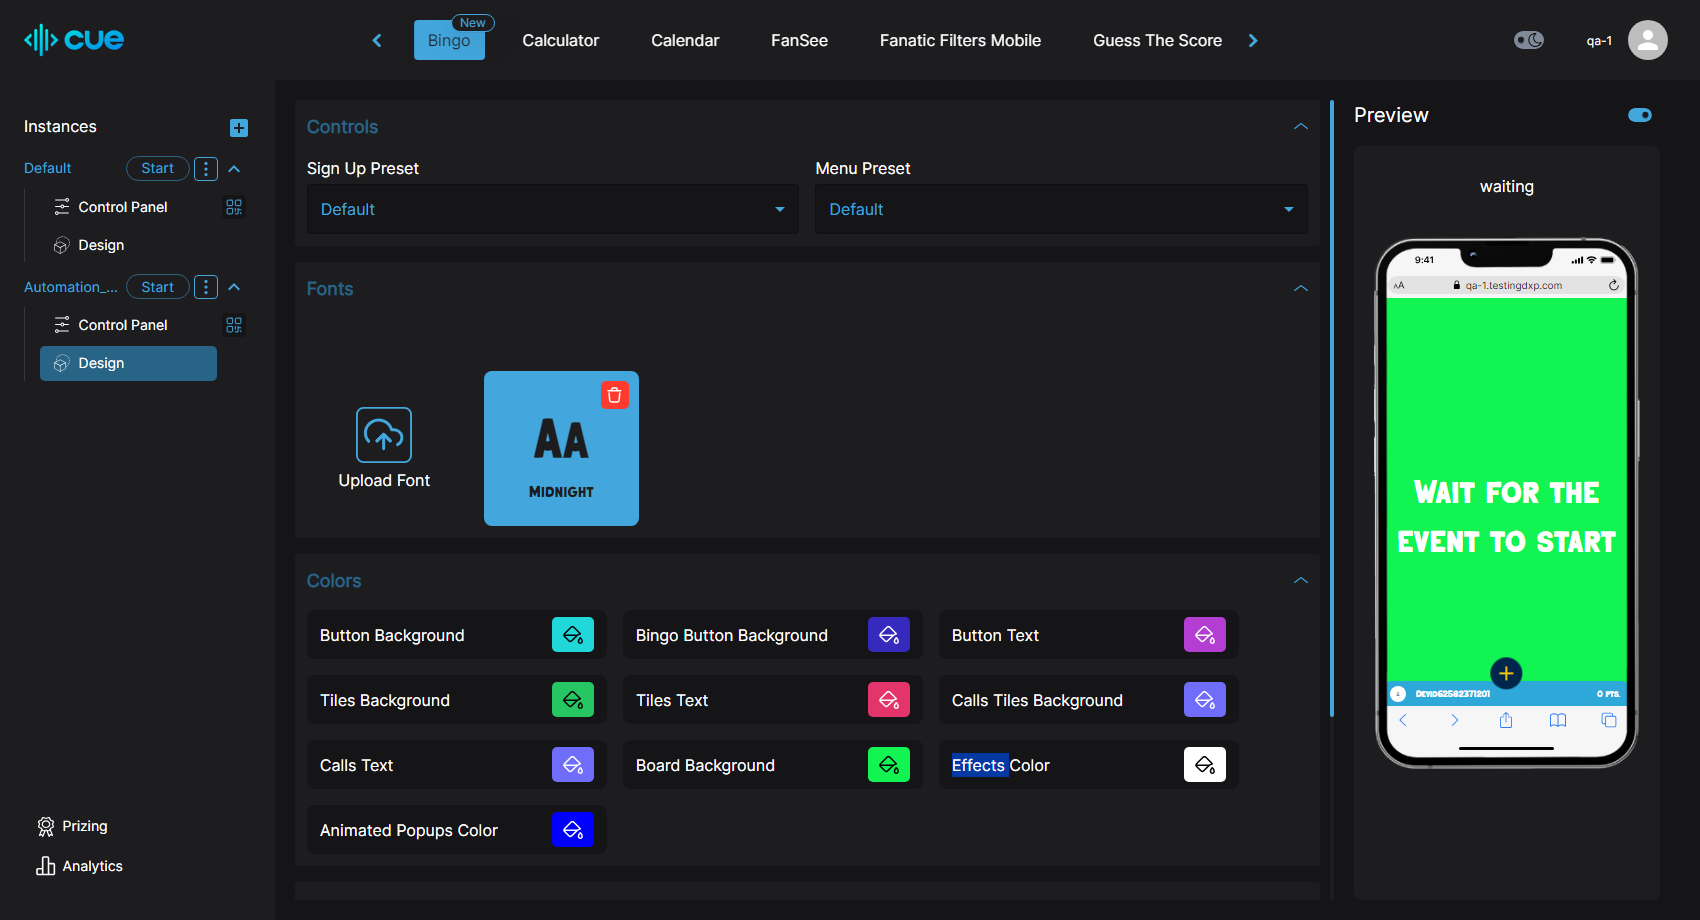 cue
Bingo
New
Calculator
Calendar
FanSee
Fanatic Filters Mobile
Guess The Score
qa-1
Instances
Default
Start
Control Panel
Design
Automation_...
Start
Control Panel
Design
Prizing
Analytics
Controls
Sign Up Preset
Menu Preset
Default
Default
Fonts
Upload Font
AA
MIDNIGHT
Colors
Button Background
Bingo Button Background
Button Text
Tiles Background
Tiles Text
Calls Tiles Background
Calls Text
Board Background
Effects Color
Animated Popups Color
Preview
waiting
9:41
AA
qa-1.testingdxp.com
WAIT FOR THE
EVENT TO START
DEVID62582371201
0 PTS.